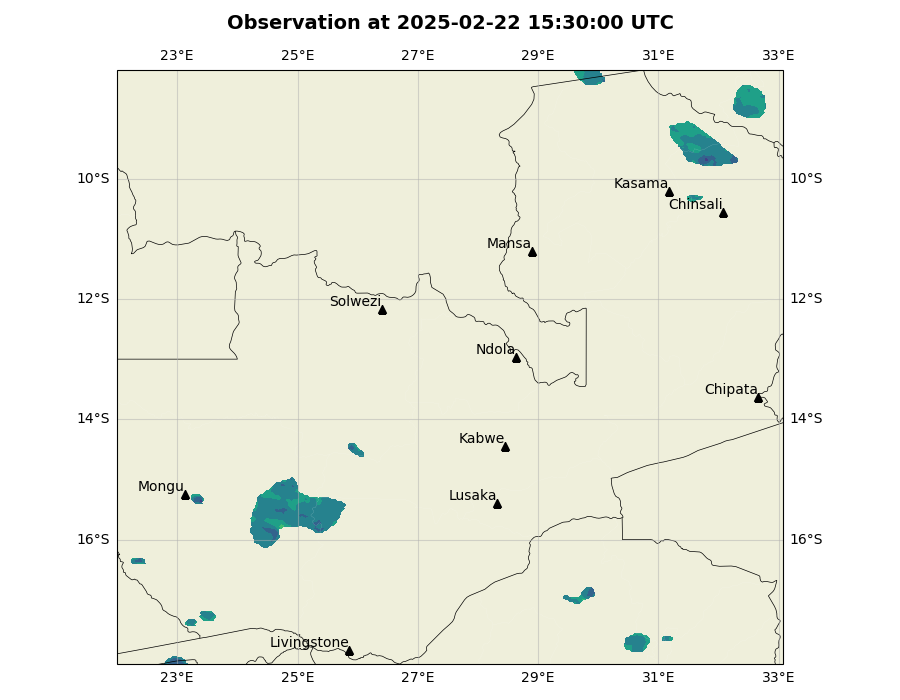 Observation at 2025-02-22 15:30:00 UTC
23°E 25°E 27°E 29°E 31°E 33°E
10°S 10°S
Kasama
Chinsali
Mansa
12°S 12°S
Solwezi
Ndola
Chipata
14°S 14°S
Kabwe
Mongu
Lusaka
16°S 16°S
Livingstone
23°E 25°E 27°E 29°E 31°E 33°E